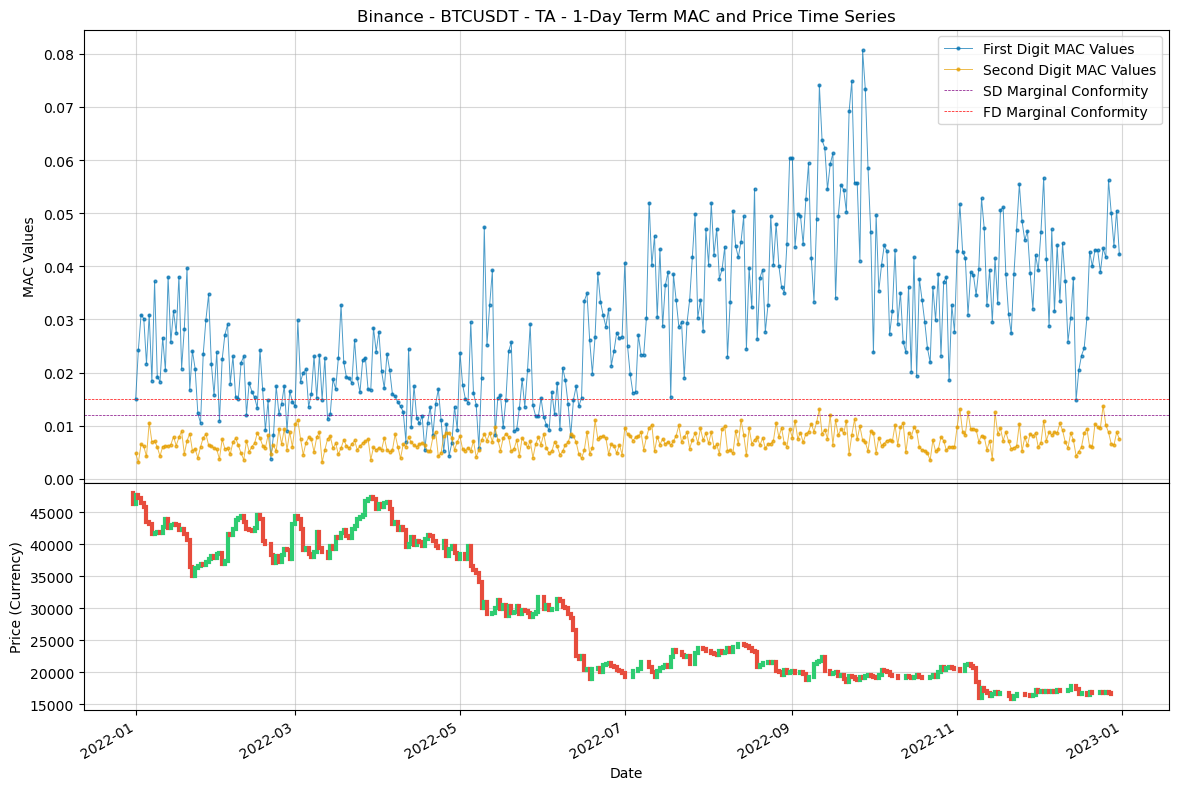 Binance - BTCUSDT - TA - 1-Day Term MAC and Price Time Series
First Digit MAC Values
Second Digit MAC Values
SD Marginal Conformity
FD Marginal Conformity
MAC Values
0.08
0.07
0.06
0.05
0.04
0.03
0.02
0.01
0.00
Price (Currency)
45000
40000
35000
30000
25000
20000
15000
2022-01
2022-03
2022-05
2022-07
2022-09
2022-11
2023-01
Date